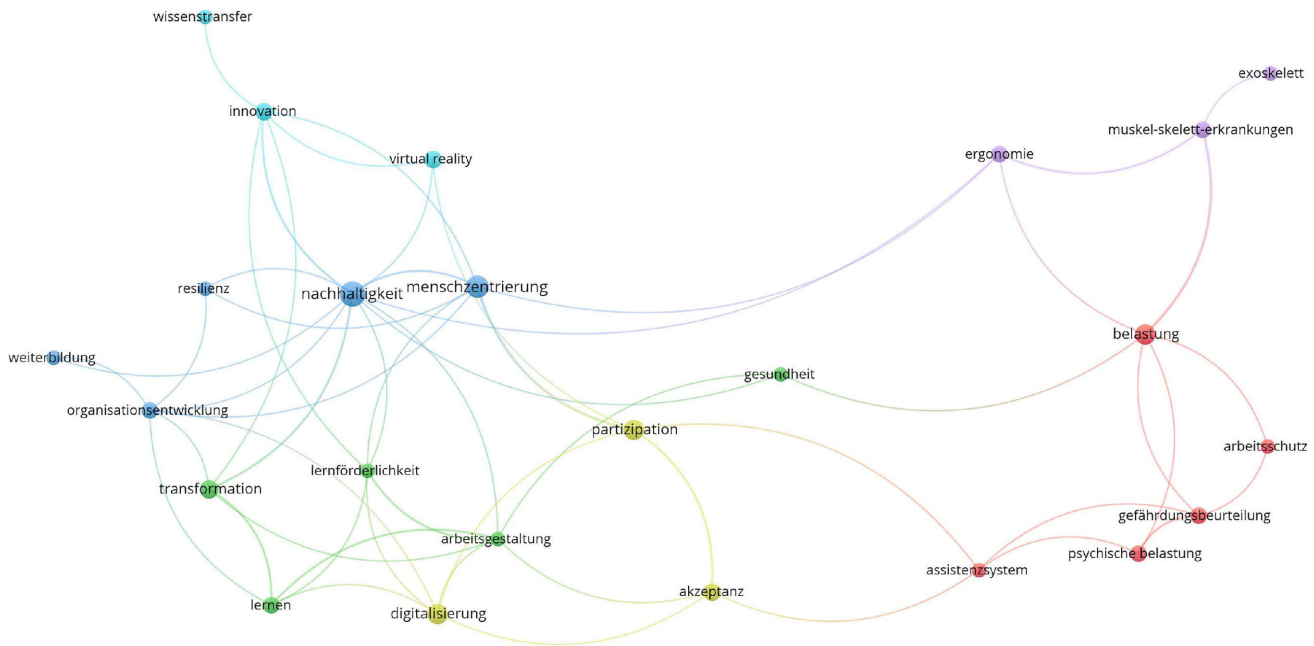 wissenstransfer
exoskelett
innovation
muskel-skelett-erkrankungen
virtual reality
ergonomie
resilienz
nachhaltigkeit
menschzentrierung
belastung
weiterbildung
gesundheit
organisationsentwicklung
partizipation
arbeitsschutz
lernförderlichkeit
transformation
gefährdungsbeurteilung
arbeitsgestaltung
psychische belastung
assistenzsystem
akzeptanz
lernen
digitalisierung